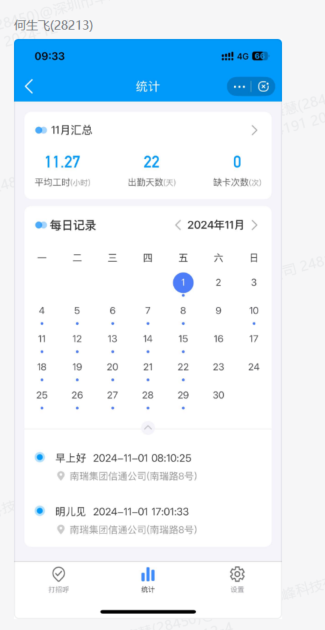 何生飞(28213)
09:33
4G 64
统计
11月汇总
11.27 22 0
平均工时(小时) 出勤天数(天) 缺卡次数(次)
每日记录 2024年11月
一 二 三 四 五 六 日
1 2 3
4 5 6 7 8 9 10
11 12 13 14 15 16 17
18 19 20 21 22 23 24
25 26 27 28 29 30
早上好 2024-11-01 08:10:25
南瑞集团信通公司(南瑞路8号)
明儿见 2024-11-01 17:01:33
南瑞集团信通公司(南瑞路8号)
打招呼 统计 设置